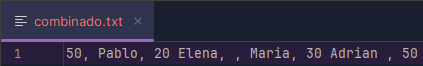 combinado.txt
1 50, Pablo, 20 Elena, , Maria, 30 Adrian , 50